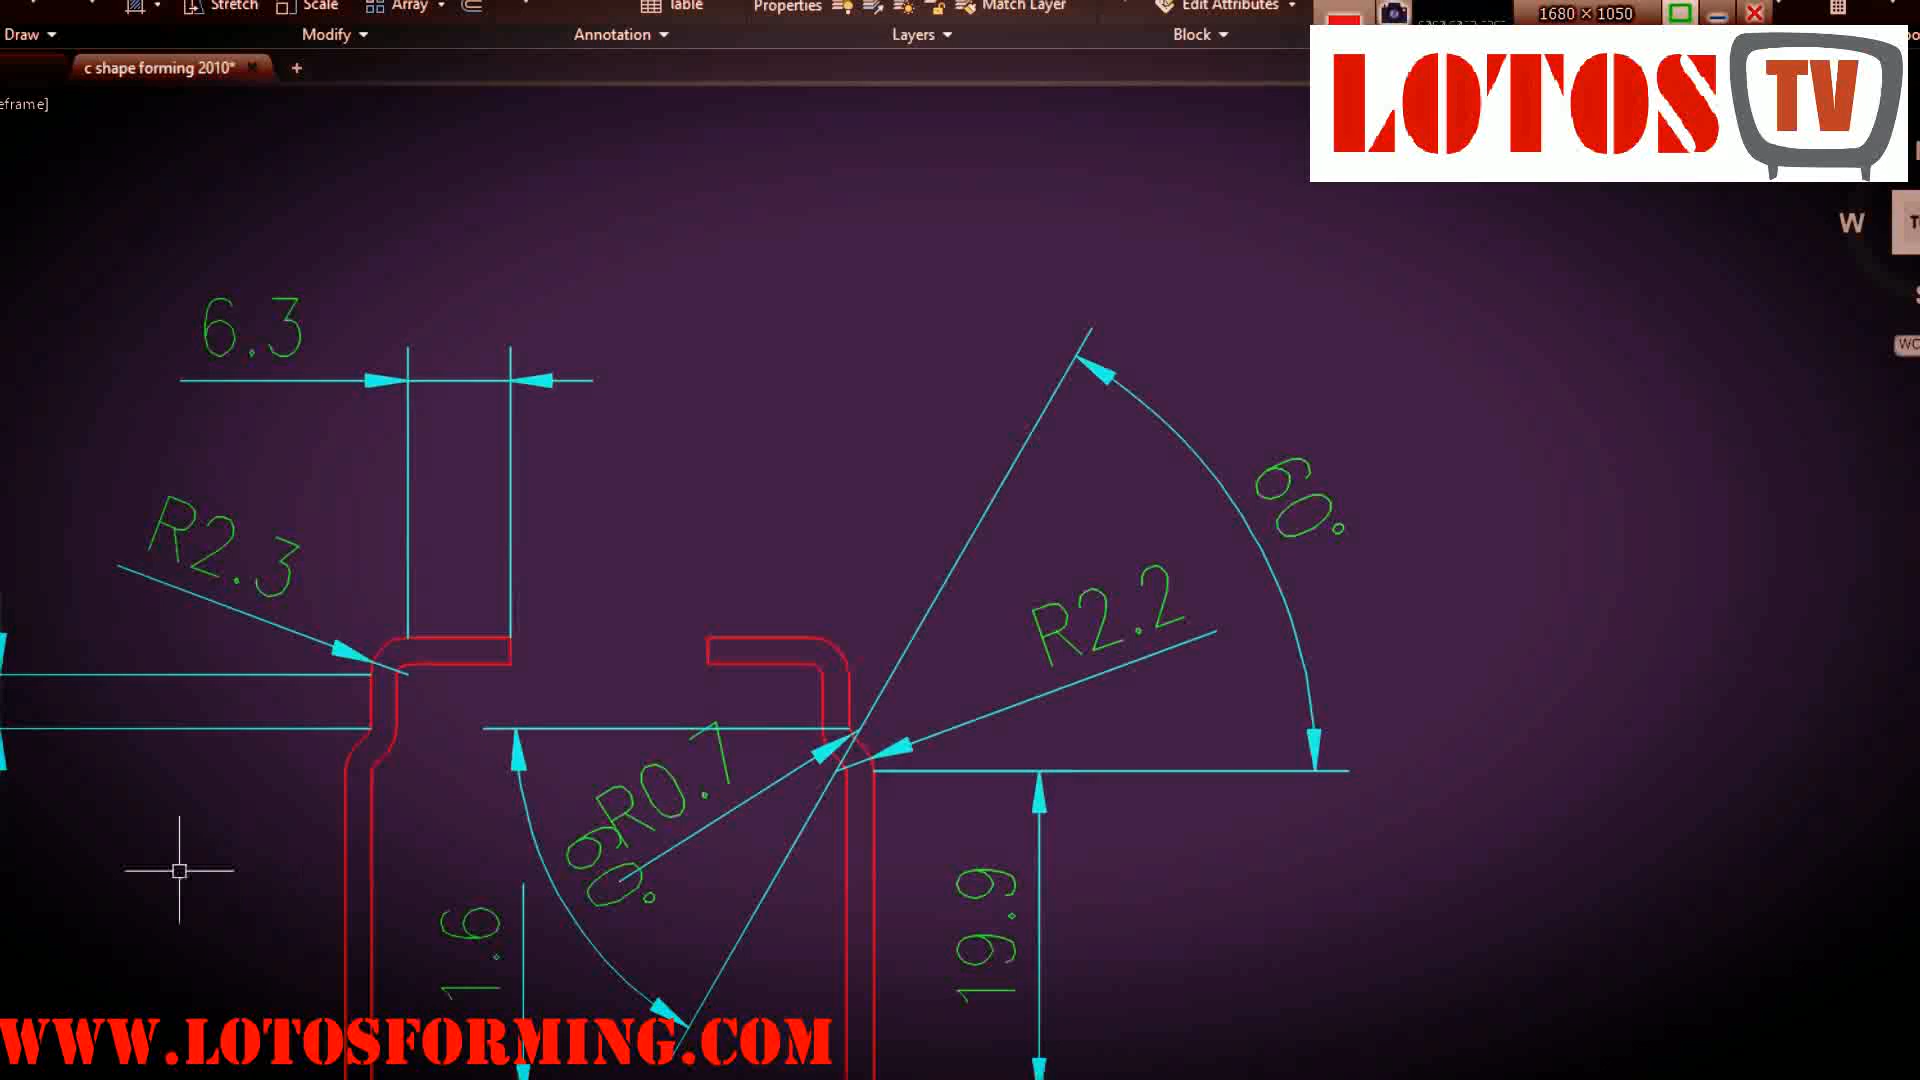 Stretch Scale Array Table Properties Match Layer Edit Attributes 1680 × 1050
Draw Modify Annotation Layers Block
c shape forming 2010* +
LOTOS TV
eframe]
W
6.3
60°
R2.3
R2.2
R0.7
60°
1.6
19.9
WWW.LOTOSFORMING.COM